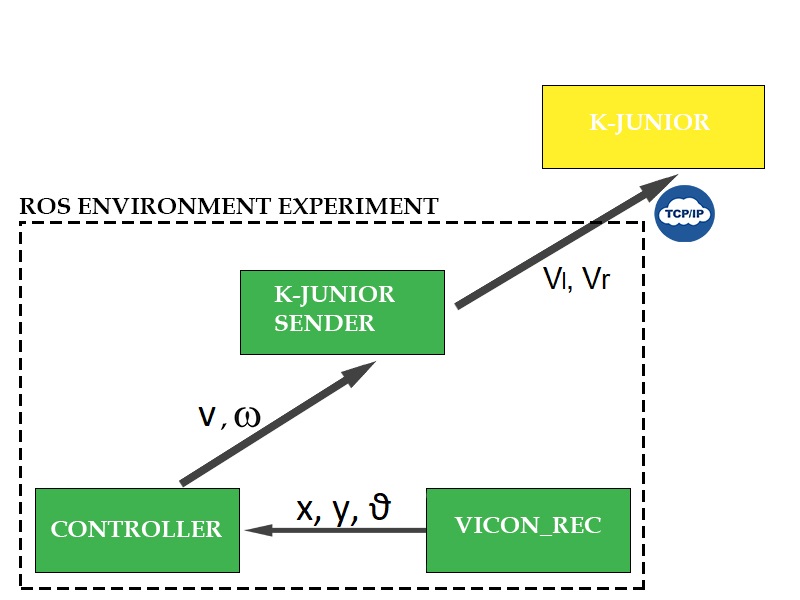 K-JUNIOR
ROS ENVIRONMENT EXPERIMENT
TCP/IP
K-JUNIOR
SENDER
Vl, Vr
v, ω
x, y, ϑ
CONTROLLER
VICON_REC